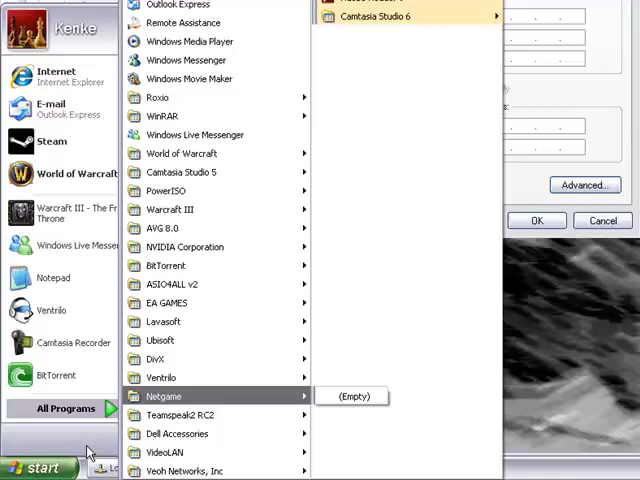 Kenke
Internet
Internet Explorer
E-mail
Outlook Express
Steam
World of Warcraft
Warcraft III - The Fr
Throne
Windows Live Messe
Notepad
Ventrilo
Camtasia Recorder
BitTorrent
All Programs
start
Outlook Express
Remote Assistance
Windows Media Player
Windows Messenger
Windows Movie Maker
Roxio
WinRAR
Windows Live Messenger
World of Warcraft
Camtasia Studio 5
PowerISO
Warcraft III
AVG 8.0
NVIDIA Corporation
BitTorrent
ASIO4ALL v2
EA GAMES
Lavasoft
Ubisoft
DivX
Ventrilo
Netgame
Teamspeak2 RC2
Dell Accessories
VideoLAN
Veoh Networks, Inc
Camtasia Studio 6
(Empty)
Advanced...
OK
Cancel